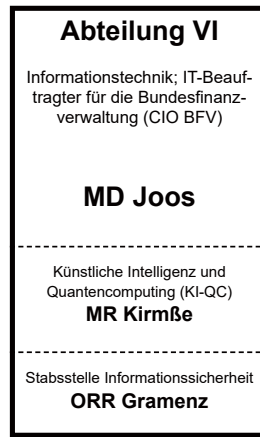 Abteilung VI
Informationstechnik; IT-Beauf-
tragter für die Bundesfinanz-
verwaltung (CIO BFV)
MD Joos
Künstliche Intelligenz und
Quantencomputing (KI-QC)
MR Kirmße
Stabsstelle Informationssicherheit
ORR Gramenz